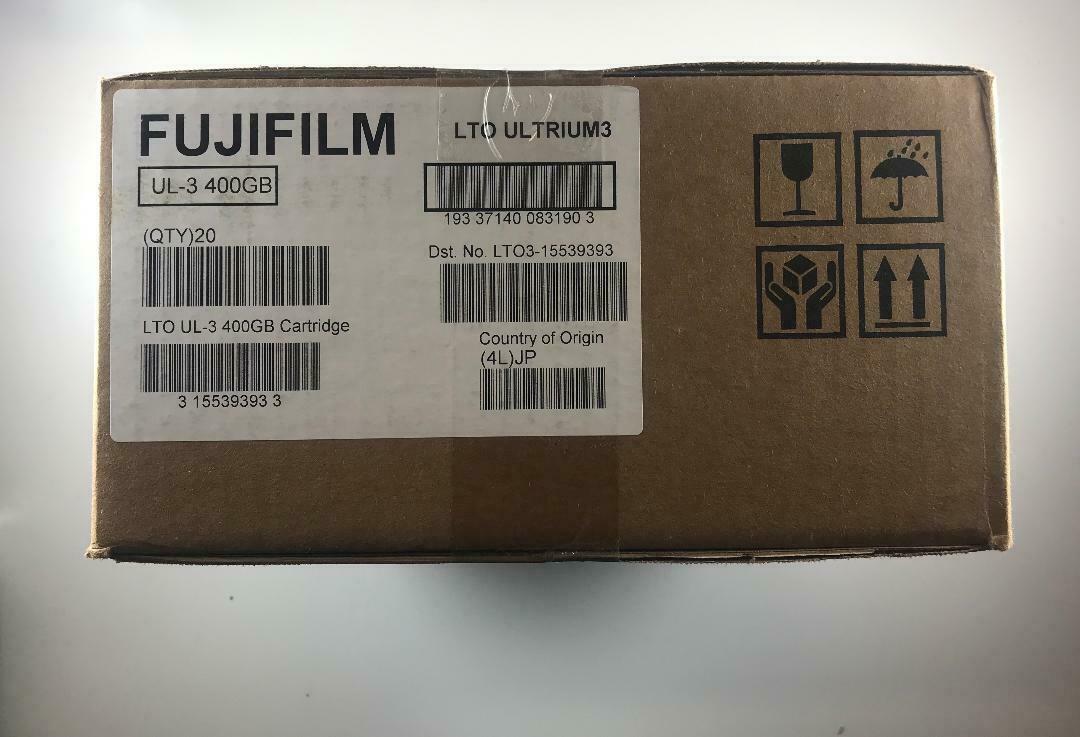 FUJIFILM
UL-3 400GB
(QTY)20
LTO UL-3 400GB Cartridge
3 15539393 3
LTO ULTRIUM3
193 37140 083190 3
Dst. No. LTO3-15539393
Country of Origin
(4L)JP